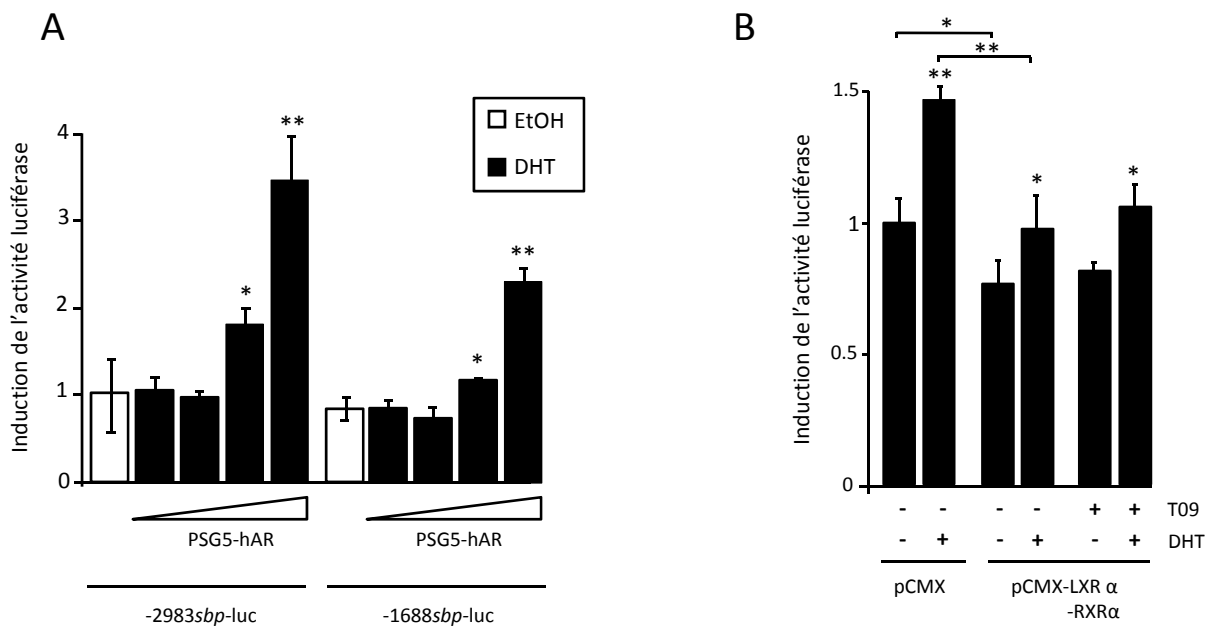 A
Induction de l'activité luciférase
4
3
2
1
0
EtOH
DHT
*
**
*
**
PSG5-hAR
PSG5-hAR
-2983sbp-luc
-1688sbp-luc
B
Induction de l'activité luciférase
1.5
1
0.5
0
*
**
**
*
*
- - - - + + T09
- + - + - + DHT
pCMX
pCMX-LXR α
-RXRα